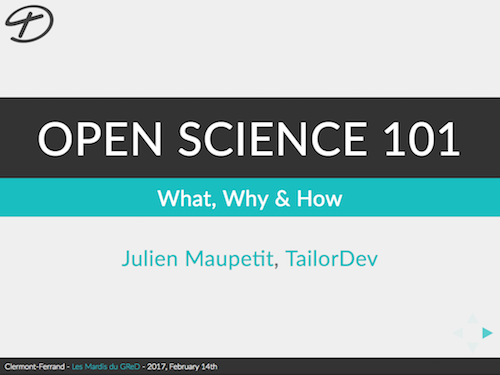 OPEN SCIENCE 101
What, Why & How
Julien Maupetit, TailorDev
Clermont-Ferrand - Les Mardis du GReD - 2017, February 14th